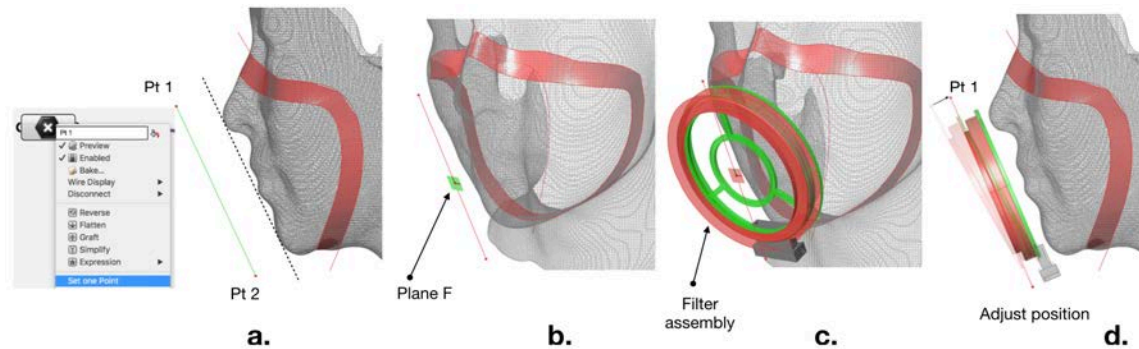 Pt 1
Pt 1
Preview
Enabled
Bake...
Wire Display
Disconnect
Reverse
Flatten
Graft
Simplify
Expression
Set one Point
Pt 2
a.
Plane F
b.
Filter
assembly
c.
Pt 1
Adjust position
d.